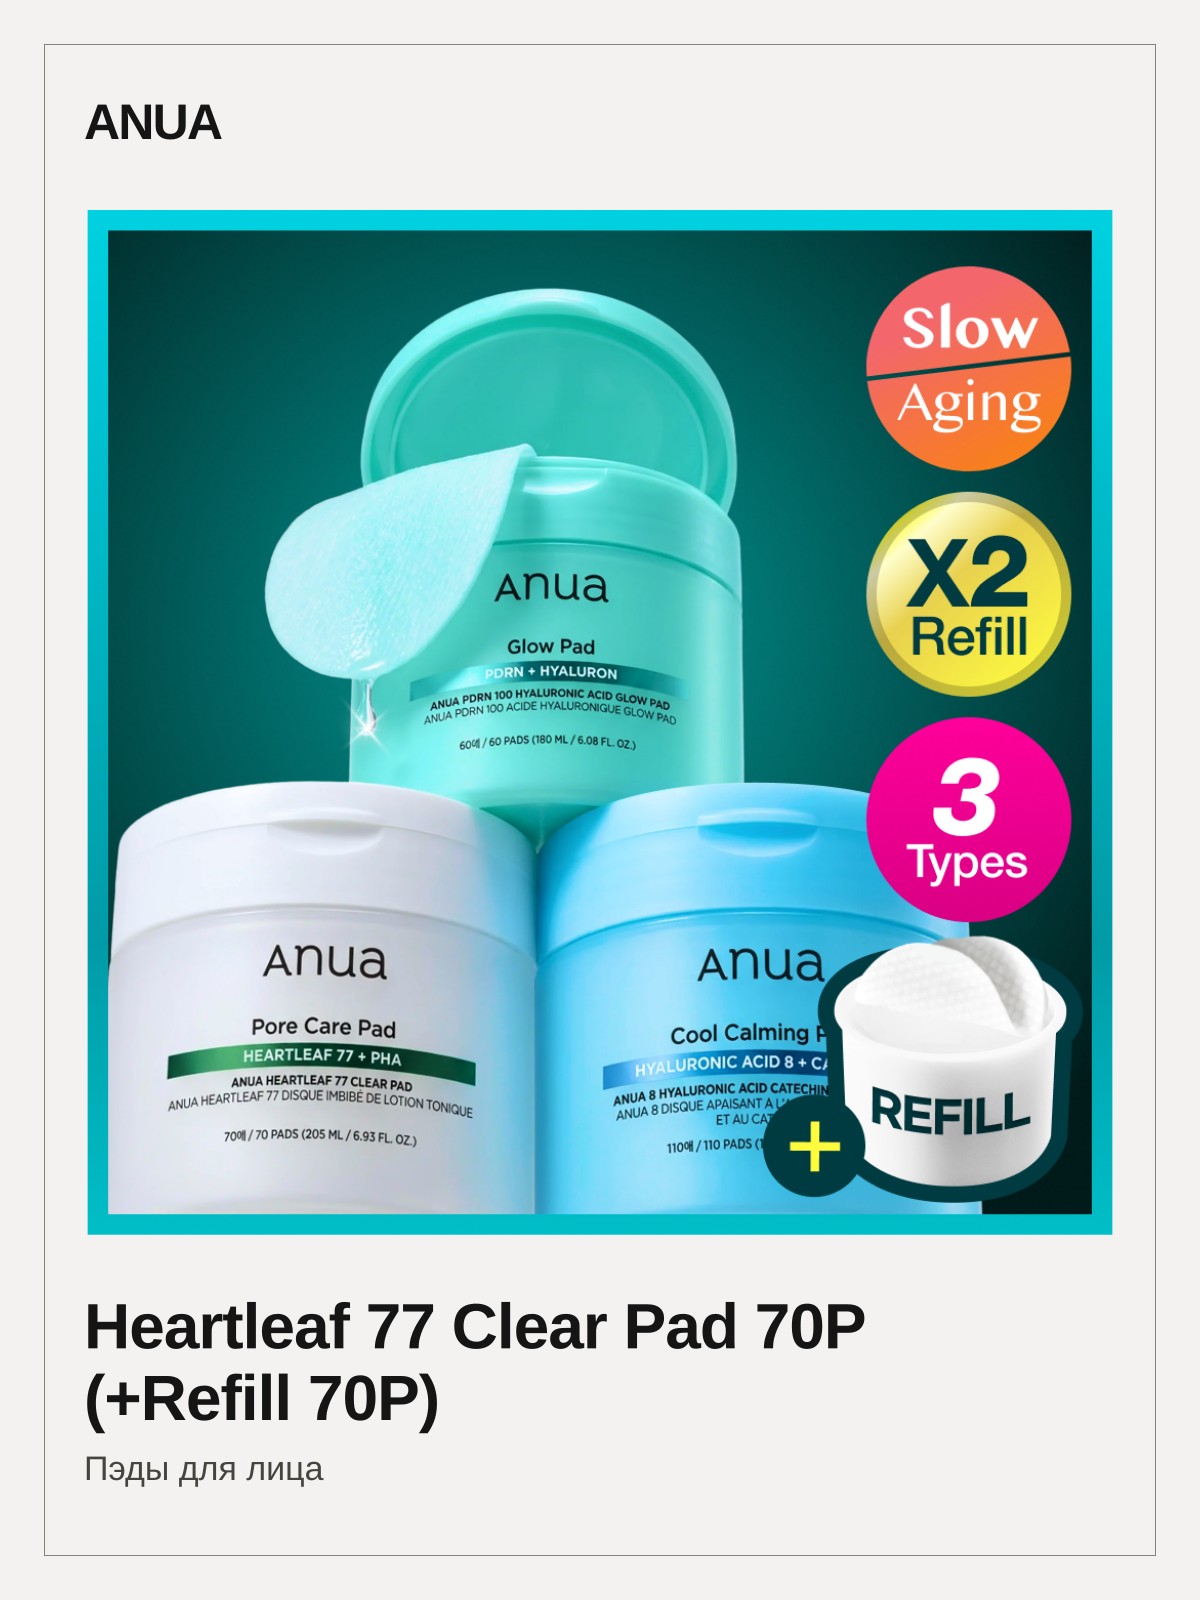 ANUA
Slow
Aging
X2
Refill
3
Types
Anua
Glow Pad
PDRN + HYALURON
ANUA PDRN 100 HYALURONIC ACID GLOW PAD
ANUA PDRN 100 ACIDE HYALURONIQUE GLOW PAD
60매 / 60 PADS (180 ML / 6.08 FL. OZ.)
Anua
Pore Care Pad
HEARTLEAF 77 + PHA
ANUA HEARTLEAF 77 CLEAR PAD
ANUA HEARTLEAF 77 DISQUE IMBIBÉ DE LOTION TONIQUE
70매 / 70 PADS (205 ML / 6.93 FL. OZ.)
Anua
Cool Calming
HYALURONIC ACID 8 +
ANUA 8 HYALURONIC ACID
ANUA 8 DISQUE APAISANT A
ET AU
110매 / 110 PADS
REFILL
+
Heartleaf 77 Clear Pad 70P
(+Refill 70P)
Пэды для лица